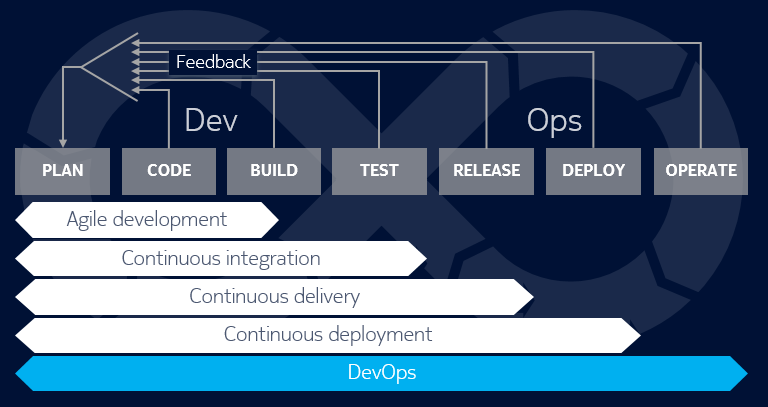 Feedback
Dev
Ops
PLAN
CODE
BUILD
TEST
RELEASE
DEPLOY
OPERATE
Agile development
Continuous integration
Continuous delivery
Continuous deployment
DevOps